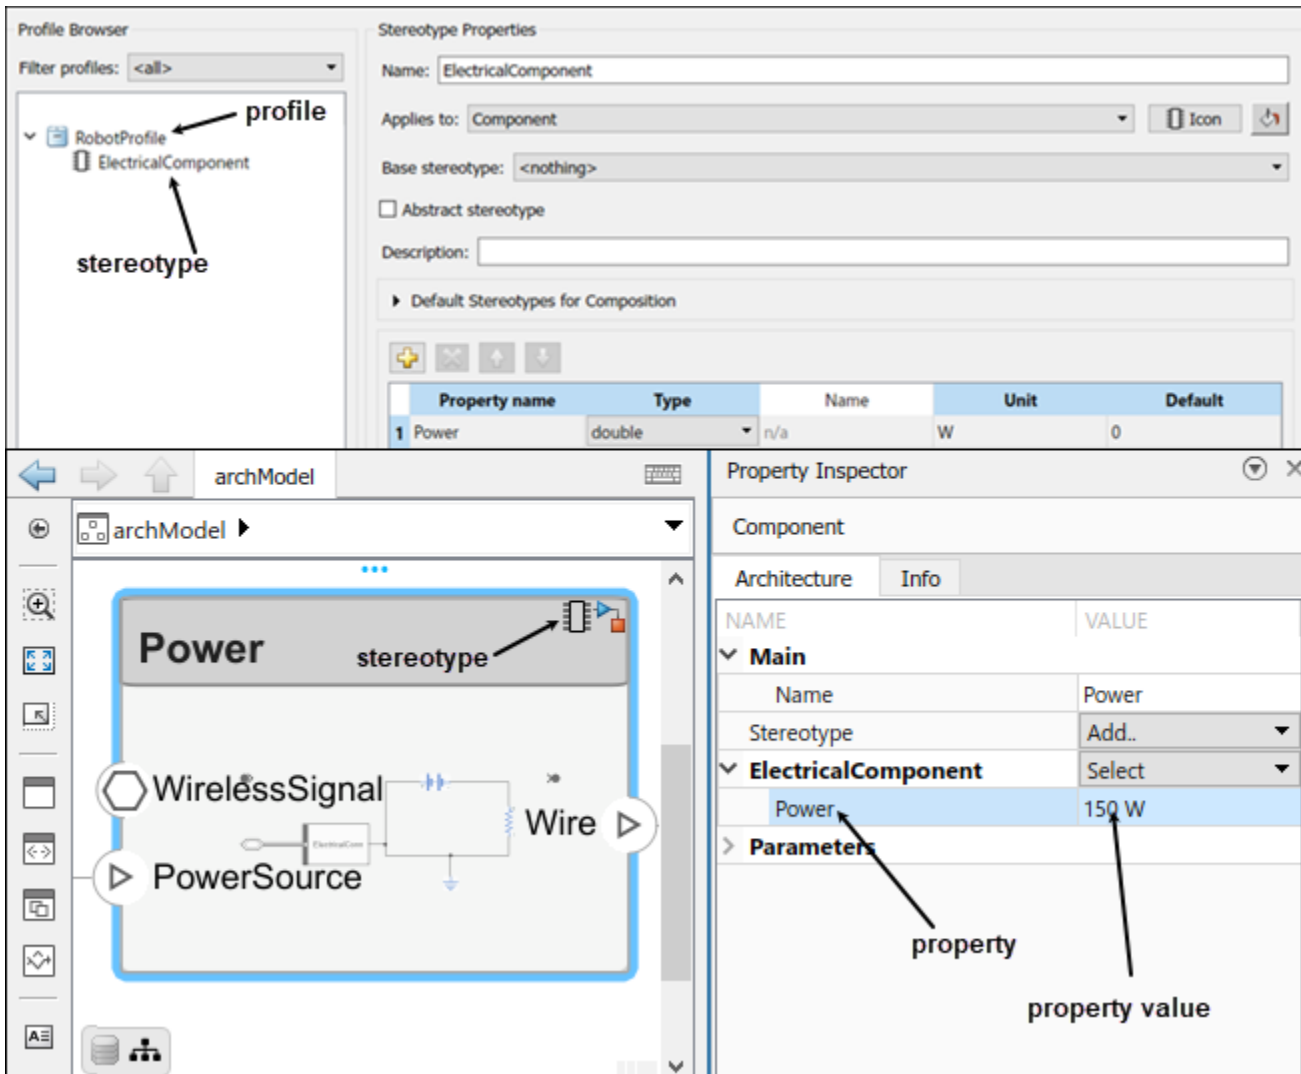 Profile Browser
Filter profiles: <all>
profile
RobotProfile
ElectricalComponent
stereotype
Stereotype Properties
Name: ElectricalComponent
Applies to: Component Icon
Base stereotype: <nothing>
Abstract stereotype
Description:
Default Stereotypes for Composition
Property name Type Name Unit Default
1 Power double n/a W 0
archModel
archModel
Power
stereotype
WirelessSignal
Wire
ElectricalCom
PowerSource
Property Inspector
Component
Architecture Info
NAME VALUE
Main
Name Power
Stereotype Add..
ElectricalComponent Select
Power 150 W
Parameters
property
property value